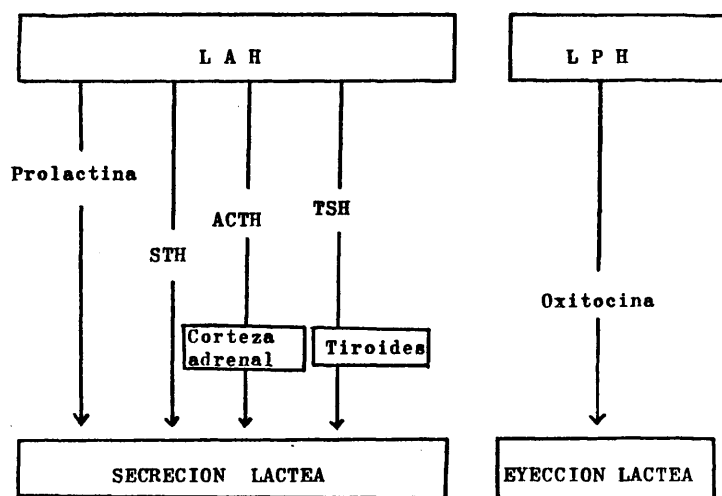 L A H
L P H
Prolactina
STH
ACTH
TSH
Oxitocina
Corteza
adrenal
Tiroides
SECRECION LACTEA
EYECCION LACTEA